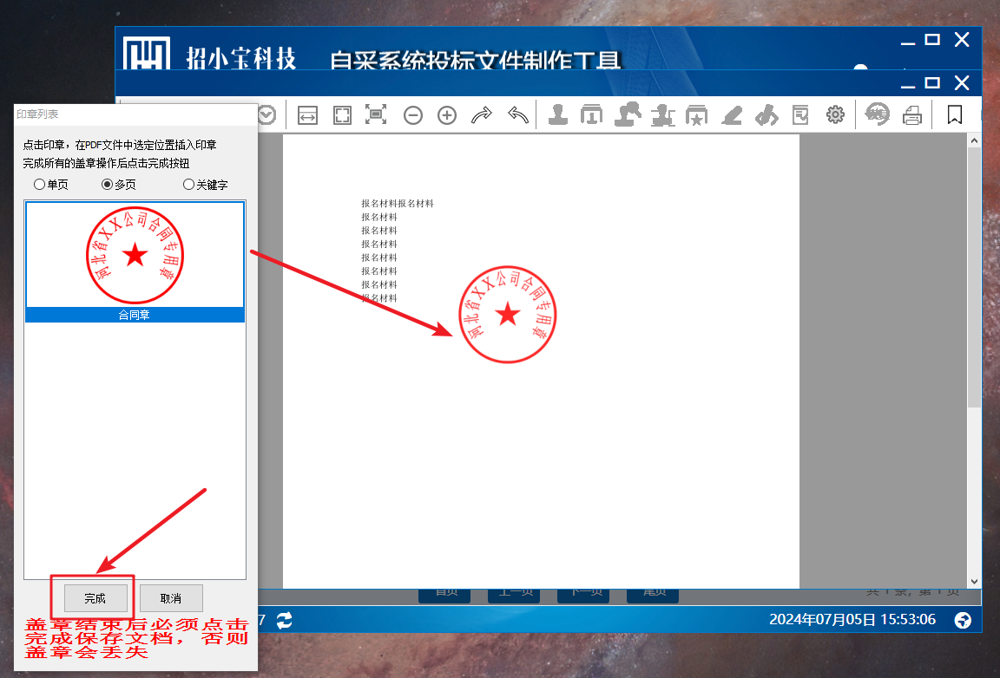 招小宝科技
自采系统投标文件制作工具
印章列表
点击印章，在PDF文件中选定位置插入印章
完成所有的盖章操作后点击完成按钮
单页 多页 关键字
河北省XX公司合同专用章
合同章
报名材料报名材料
报名材料
报名材料
报名材料
报名材料
报名材料
报名材料
报名材料
河北省XX公司合同专用章
完成 取消
首页 上一页 下一页 尾页
共 1 条，第 1 页
盖章结束后必须点击
完成保存文档，否则
盖章会丢失
7
2024年07月05日 15:53:06